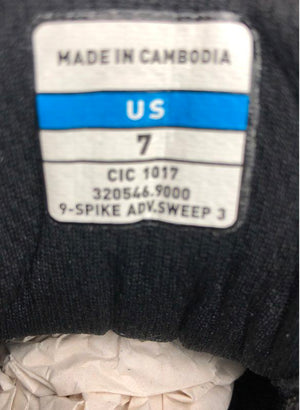 MADE IN CAMBODIA
US
7
CIC 1017
320546.9000
9-SPIKE ADV.SWEEP 3